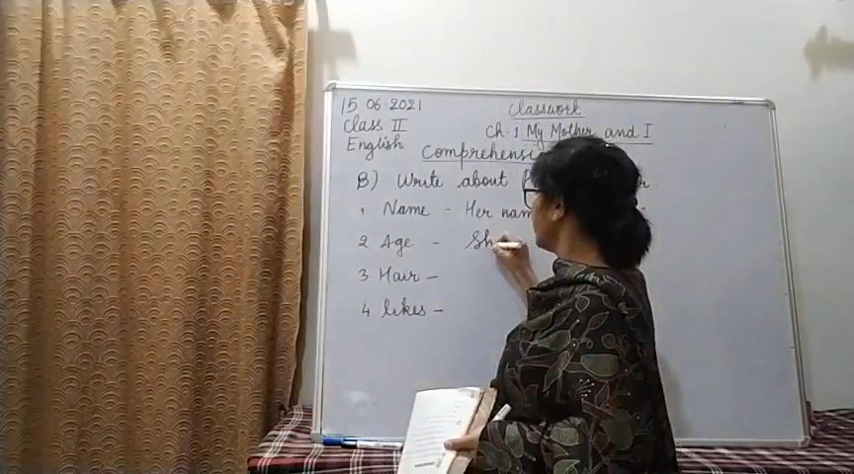 15.06.2021 Classwork
Class II Ch-1 My Mother and I
English Comprehensi
B) Write about
1 Name - Her nam
2 Age - Sh
3 Hair -
4 likes -